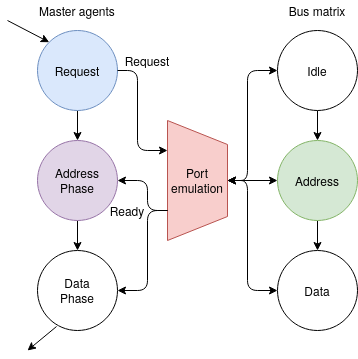 Master agents
Bus matrix
Request
Request
Idle
Address
Phase
Port
emulation
Address
Ready
Data
Phase
Data